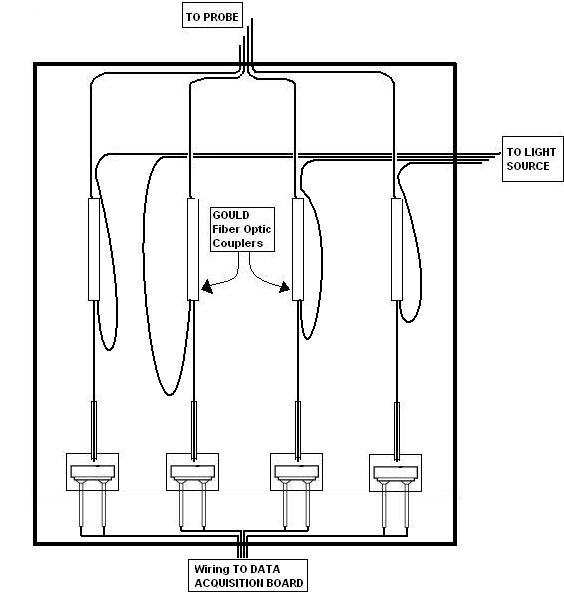 TO PROBE
TO LIGHT
SOURCE
GOULD
Fiber Optic
Couplers
Wiring TO DATA
ACQUISITION BOARD